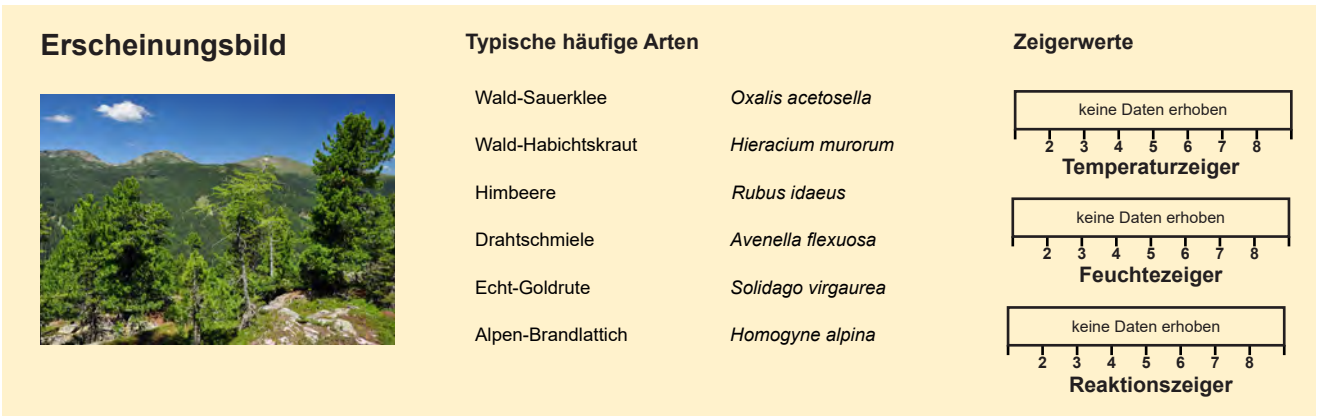 Erscheinungsbild
Typische häufige Arten
Wald-Sauerklee Oxalis acetosella
Wald-Habichtskraut Hieracium murorum
Himbeere Rubus idaeus
Drahtschmiele Avenella flexuosa
Echt-Goldrute Solidago virgaurea
Alpen-Brandlattich Homogyne alpina
Zeigerwerte
keine Daten erhoben
2 3 4 5 6 7 8
Temperaturzeiger
keine Daten erhoben
2 3 4 5 6 7 8
Feuchtezeiger
keine Daten erhoben
2 3 4 5 6 7 8
Reaktionszeiger